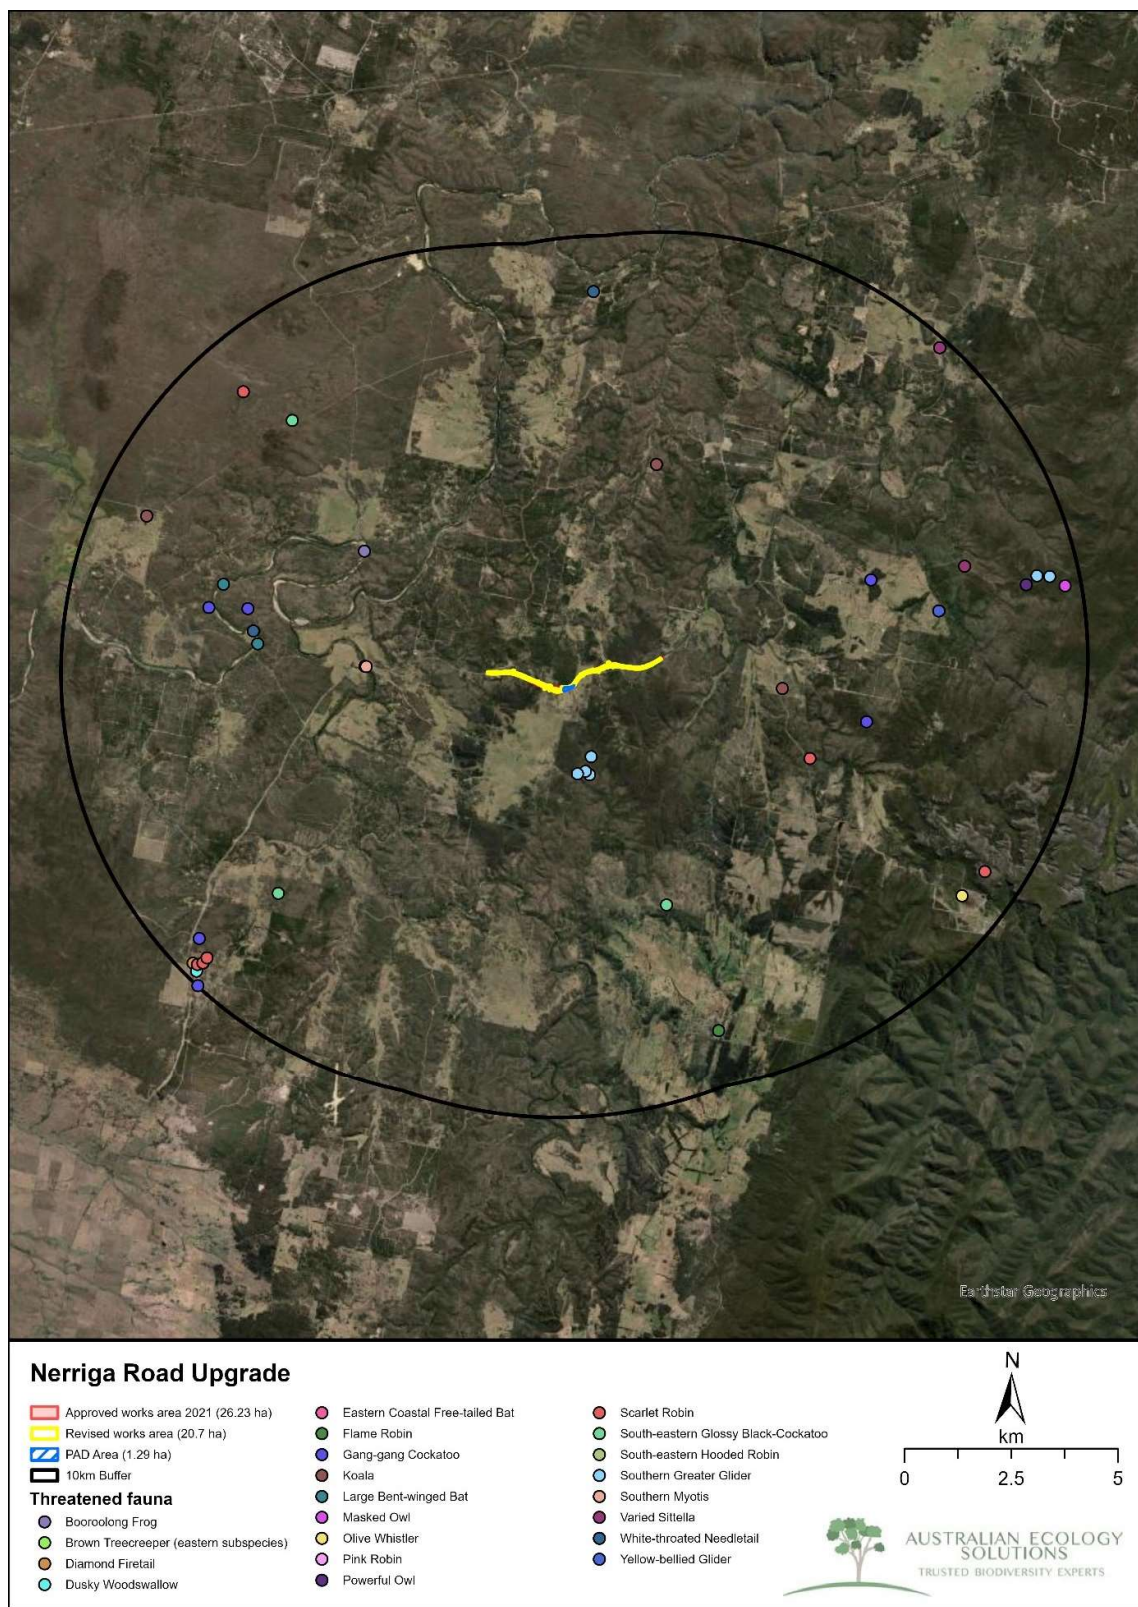 Earthstar Geographics
Nerriga Road Upgrade
Approved works area 2021 (26.23 ha)
Revised works area (20.7 ha)
PAD Area (1.29 ha)
10km Buffer
Threatened fauna
Booroolong Frog
Brown Treecreeper (eastern subspecies)
Diamond Firetail
Dusky Woodswallow
Eastern Coastal Free-tailed Bat
Flame Robin
Gang-gang Cockatoo
Koala
Large Bent-winged Bat
Masked Owl
Olive Whistler
Pink Robin
Powerful Owl
Scarlet Robin
South-eastern Glossy Black-Cockatoo
South-eastern Hooded Robin
Southern Greater Glider
Southern Myotis
Varied Sittella
White-throated Needletail
Yellow-bellied Glider
N
km
0 2.5 5
AUSTRALIAN ECOLOGY
SOLUTIONS
TRUSTED BIODIVERSITY EXPERTS